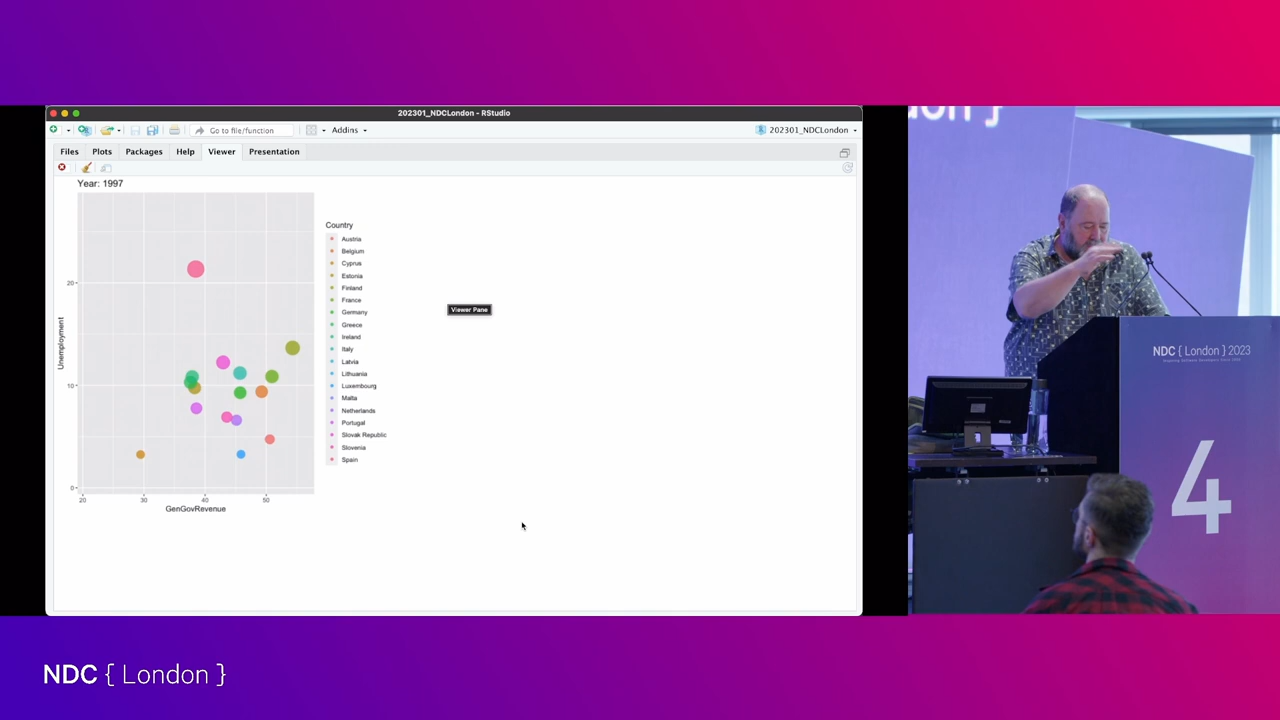 202301_NDCLondon - RStudio
Go to file/function
Addins
202301_NDCLondon
Files
Plots
Packages
Help
Viewer
Presentation
Year: 1997
Unemployment
20
10
0
20
30
40
50
GenGovRevenue
Country
Austria
Belgium
Cyprus
Estonia
Finland
France
Germany
Greece
Ireland
Italy
Latvia
Lithuania
Luxembourg
Malta
Netherlands
Portugal
Slovak Republic
Slovenia
Spain
Viewer Pane
NDC { London } 2023
4
NDC { London }